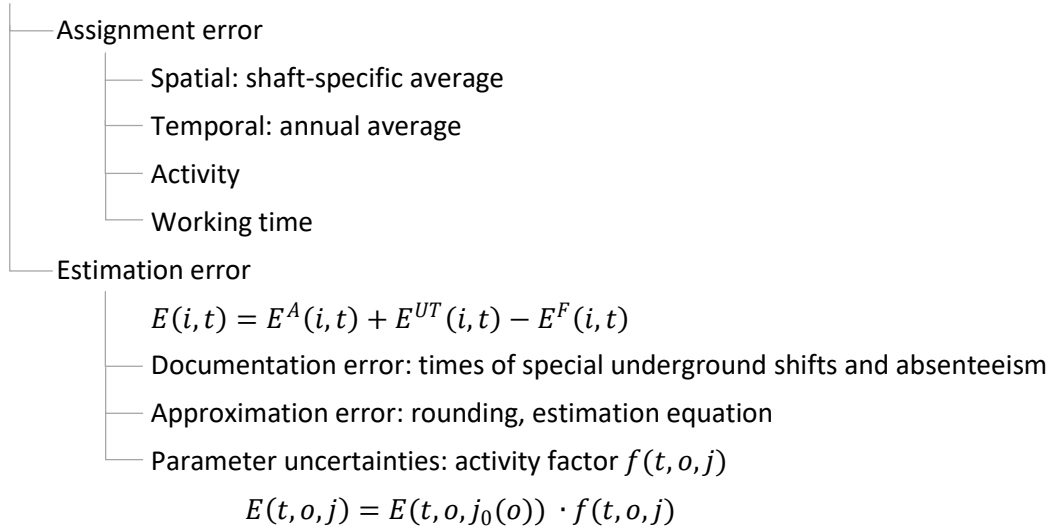 Assignment error
Spatial: shaft-specific average
Temporal: annual average
Activity
Working time
Estimation error
E(i, t) = E^A(i, t) + E^{UT}(i, t) − E^F(i, t)
Documentation error: times of special underground shifts and absenteeism
Approximation error: rounding, estimation equation
Parameter uncertainties: activity factor f(t, o, j)
E(t, o, j) = E(t, o, j_0(o)) · f(t, o, j)